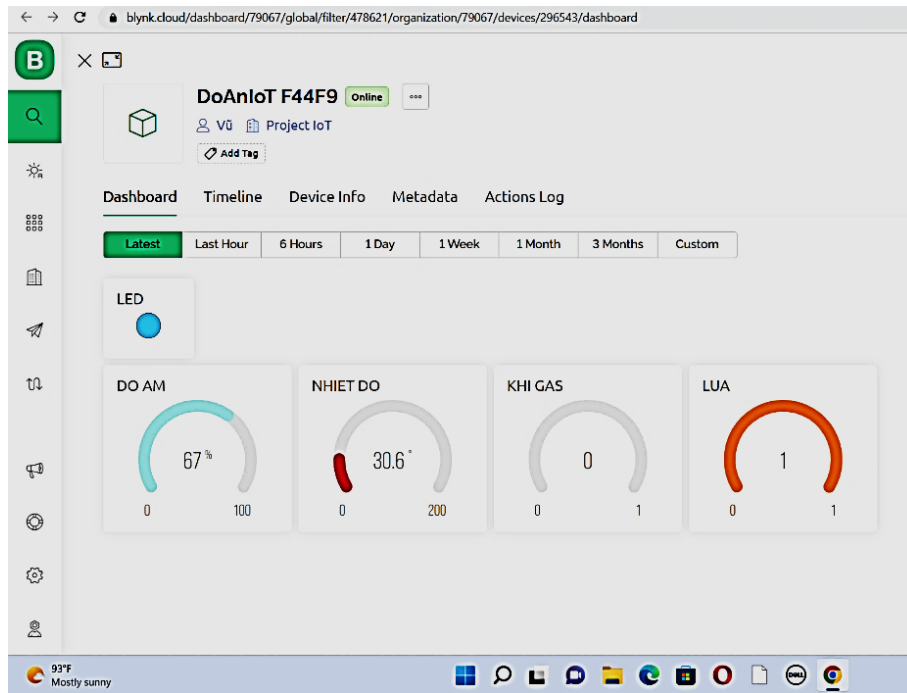 blynk.cloud/dashboard/79067/global/filter/478621/organization/79067/devices/296543/dashboard
B
DoAnIoT F44F9 Online
Vũ Project IoT
Add Tag
Dashboard Timeline Device Info Metadata Actions Log
Latest Last Hour 6 Hours 1 Day 1 Week 1 Month 3 Months Custom
LED
DO AM NHIET DO KHI GAS LUA
67 % 30.6 ° 0 1
0 100 0 200 0 1 0 1
93°F
Mostly sunny
DELL